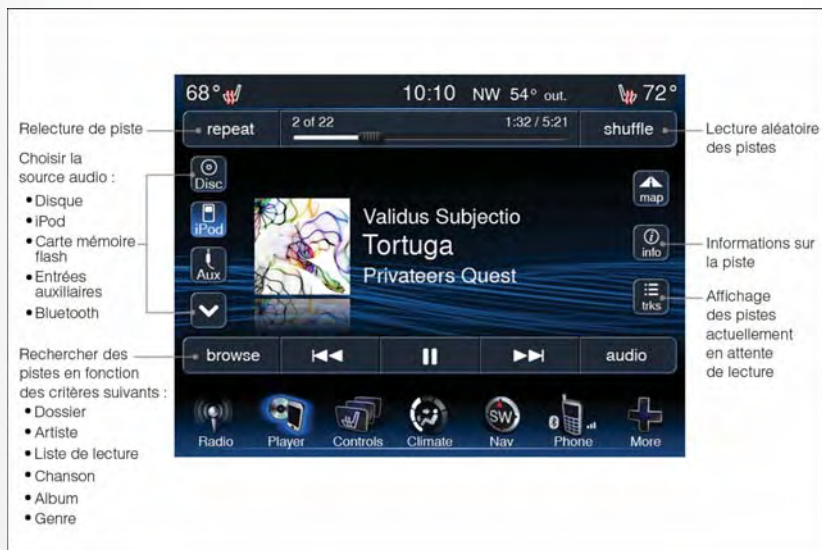 68°
10:10 NW 54° out.
72°
Relecture de piste
repeat
2 of 22
1:32 / 5:21
shuffle
Lecture aléatoire
des pistes
Choisir la
source audio :
• Disque
• iPod
• Carte mémoire
flash
• Entrées
auxiliaires
• Bluetooth
Disc
iPod
Aux
Validus Subjectio
Tortuga
Privateers Quest
map
info
trks
Informations sur
la piste
Affichage
des pistes
actuellement
en attente
de lecture
Rechercher des
pistes en fonction
des critères suivants :
• Dossier
• Artiste
• Liste de lecture
• Chanson
• Album
• Genre
browse
audio
Radio
Player
Controls
Climate
SW
Nav
Phone
More